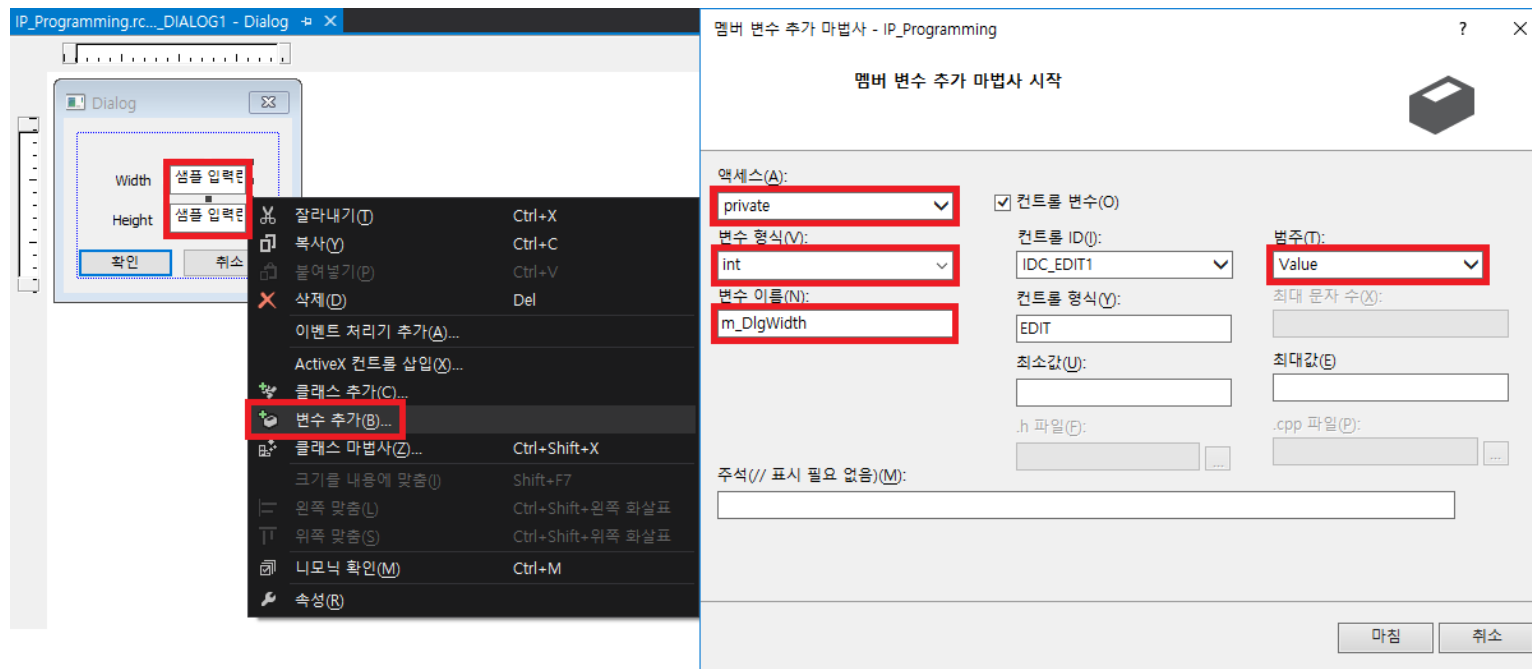 IP_Programming.rc..._DIALOG1 - Dialog
Dialog
Width 샘플 입력란
Height 샘플 입력란
확인 취소
잘라내기(T) Ctrl+X
복사(Y) Ctrl+C
붙여넣기(P) Ctrl+V
삭제(D) Del
이벤트 처리기 추가(A)...
ActiveX 컨트롤 삽입(X)...
클래스 추가(C)...
변수 추가(B)...
클래스 마법사(Z)... Ctrl+Shift+X
크기를 내용에 맞춤(I) Shift+F7
왼쪽 맞춤(L) Ctrl+Shift+왼쪽 화살표
위쪽 맞춤(S) Ctrl+Shift+위쪽 화살표
니모닉 확인(M) Ctrl+M
속성(R)
멤버 변수 추가 마법사 - IP_Programming ?
멤버 변수 추가 마법사 시작
액세스(A):
private 컨트롤 변수(O)
변수 형식(V): 컨트롤 ID(I): 범주(T):
int IDC_EDIT1 Value
변수 이름(N): 컨트롤 형식(Y): 최대 문자 수(X):
m_DlgWidth EDIT
최소값(U): 최대값(E)
.h 파일(F): .cpp 파일(P):
... ...
주석(// 표시 필요 없음)(M):
마침 취소